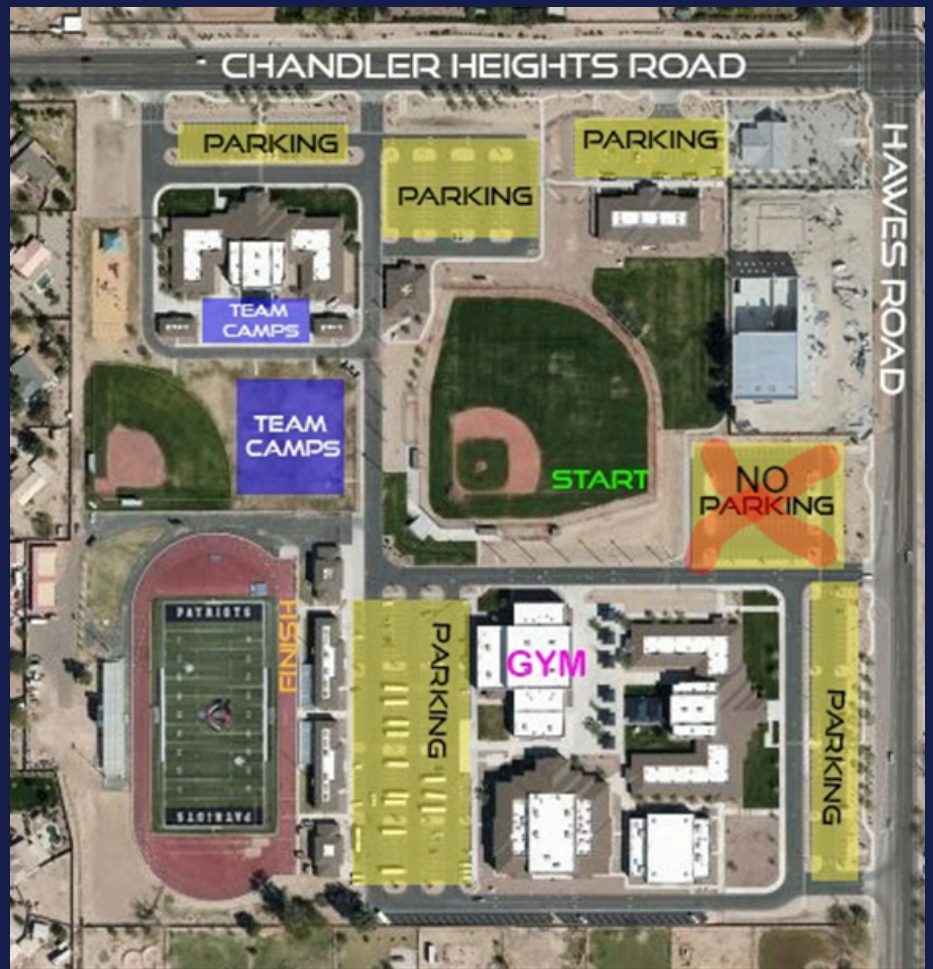 CHANDLER HEIGHTS ROAD
HAWES ROAD
PARKING
PARKING
PARKING
TEAM
CAMPS
TEAM
CAMPS
START
NO
PARKING
PATRIOTS
FINISH
PARKING
GYM
PARKING
PATRIOTS